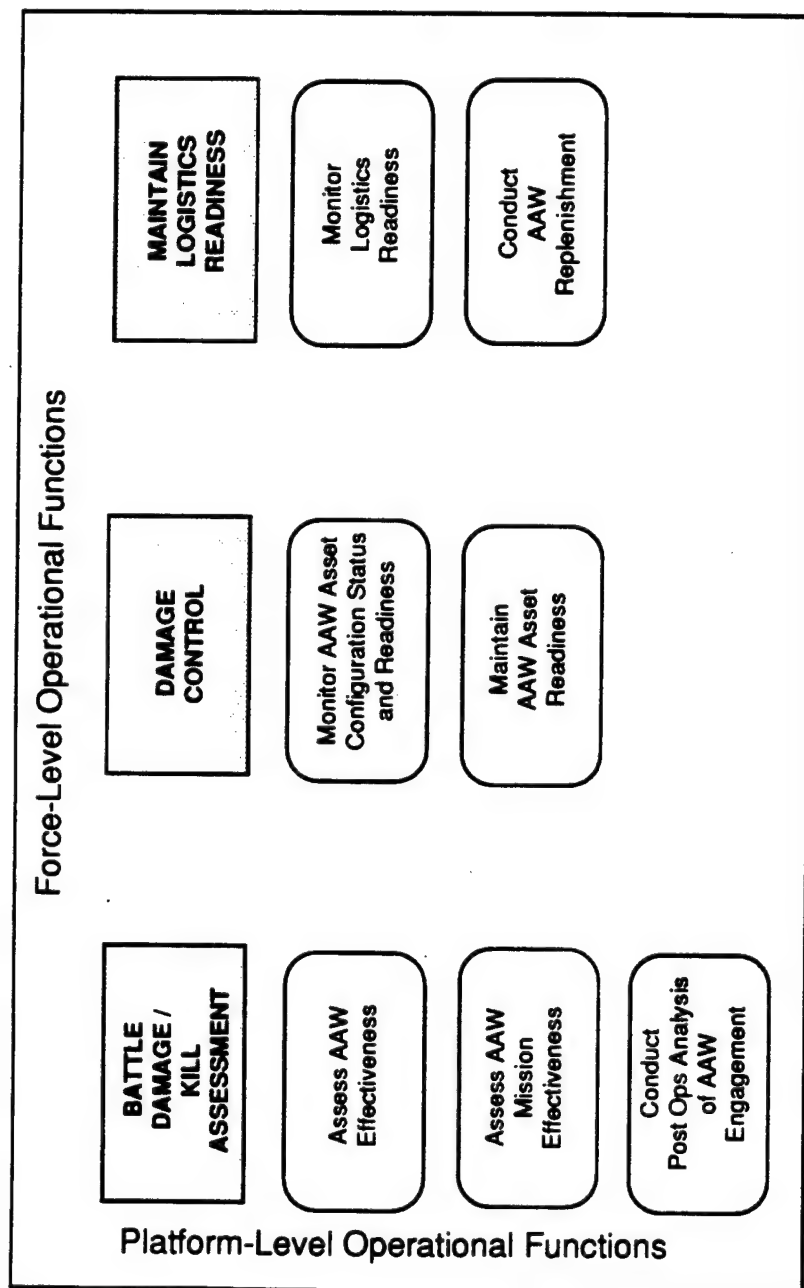 Force-Level Operational Functions
BATTLE
DAMAGE /
KILL
ASSESSMENT
DAMAGE
CONTROL
MAINTAIN
LOGISTICS
READINESS
Assess AAW
Effectiveness
Monitor AAW Asset
Configuration Status
and Readiness
Monitor
Logistics
Readiness
Assess AAW
Mission
Effectiveness
Maintain
AAW Asset
Readiness
Conduct
AAW
Replenishment
Conduct
Post Ops Analysis
of AAW
Engagement
Platform-Level Operational Functions